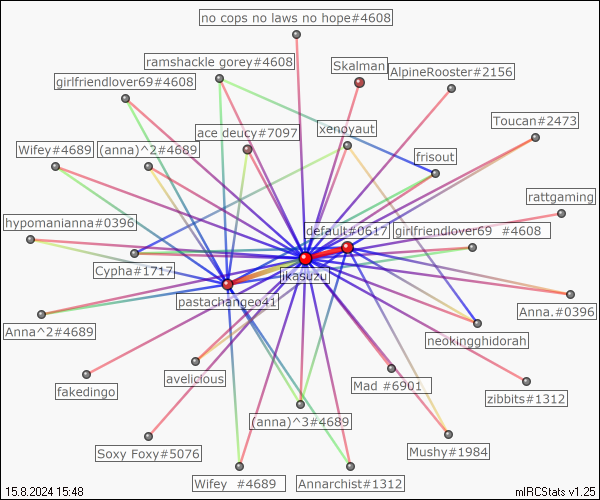 no cops no laws no hope#4608
ramshackle gorey#4608
Skalman
AlpineRooster#2156
girlfriendlover69#4608
Toucan#2473
ace deucy#7097
xenoyaut
Wifey#4689
(anna)^2#4689
frisout
rattgaming
hypomanianna#0396
default#0617
girlfriendlover69 #4608
Cypha#1717
ikasuzu
pastachangeo41
Anna.#0396
Anna^2#4689
neokingghidorah
avelicious
Mad #6901
fakedingo
zibbits#1312
(anna)^3#4689
Soxy Foxy#5076
Mushy#1984
Wifey #4689
Annarchist#1312
15.8.2024 15:48
mIRCStats v1.25